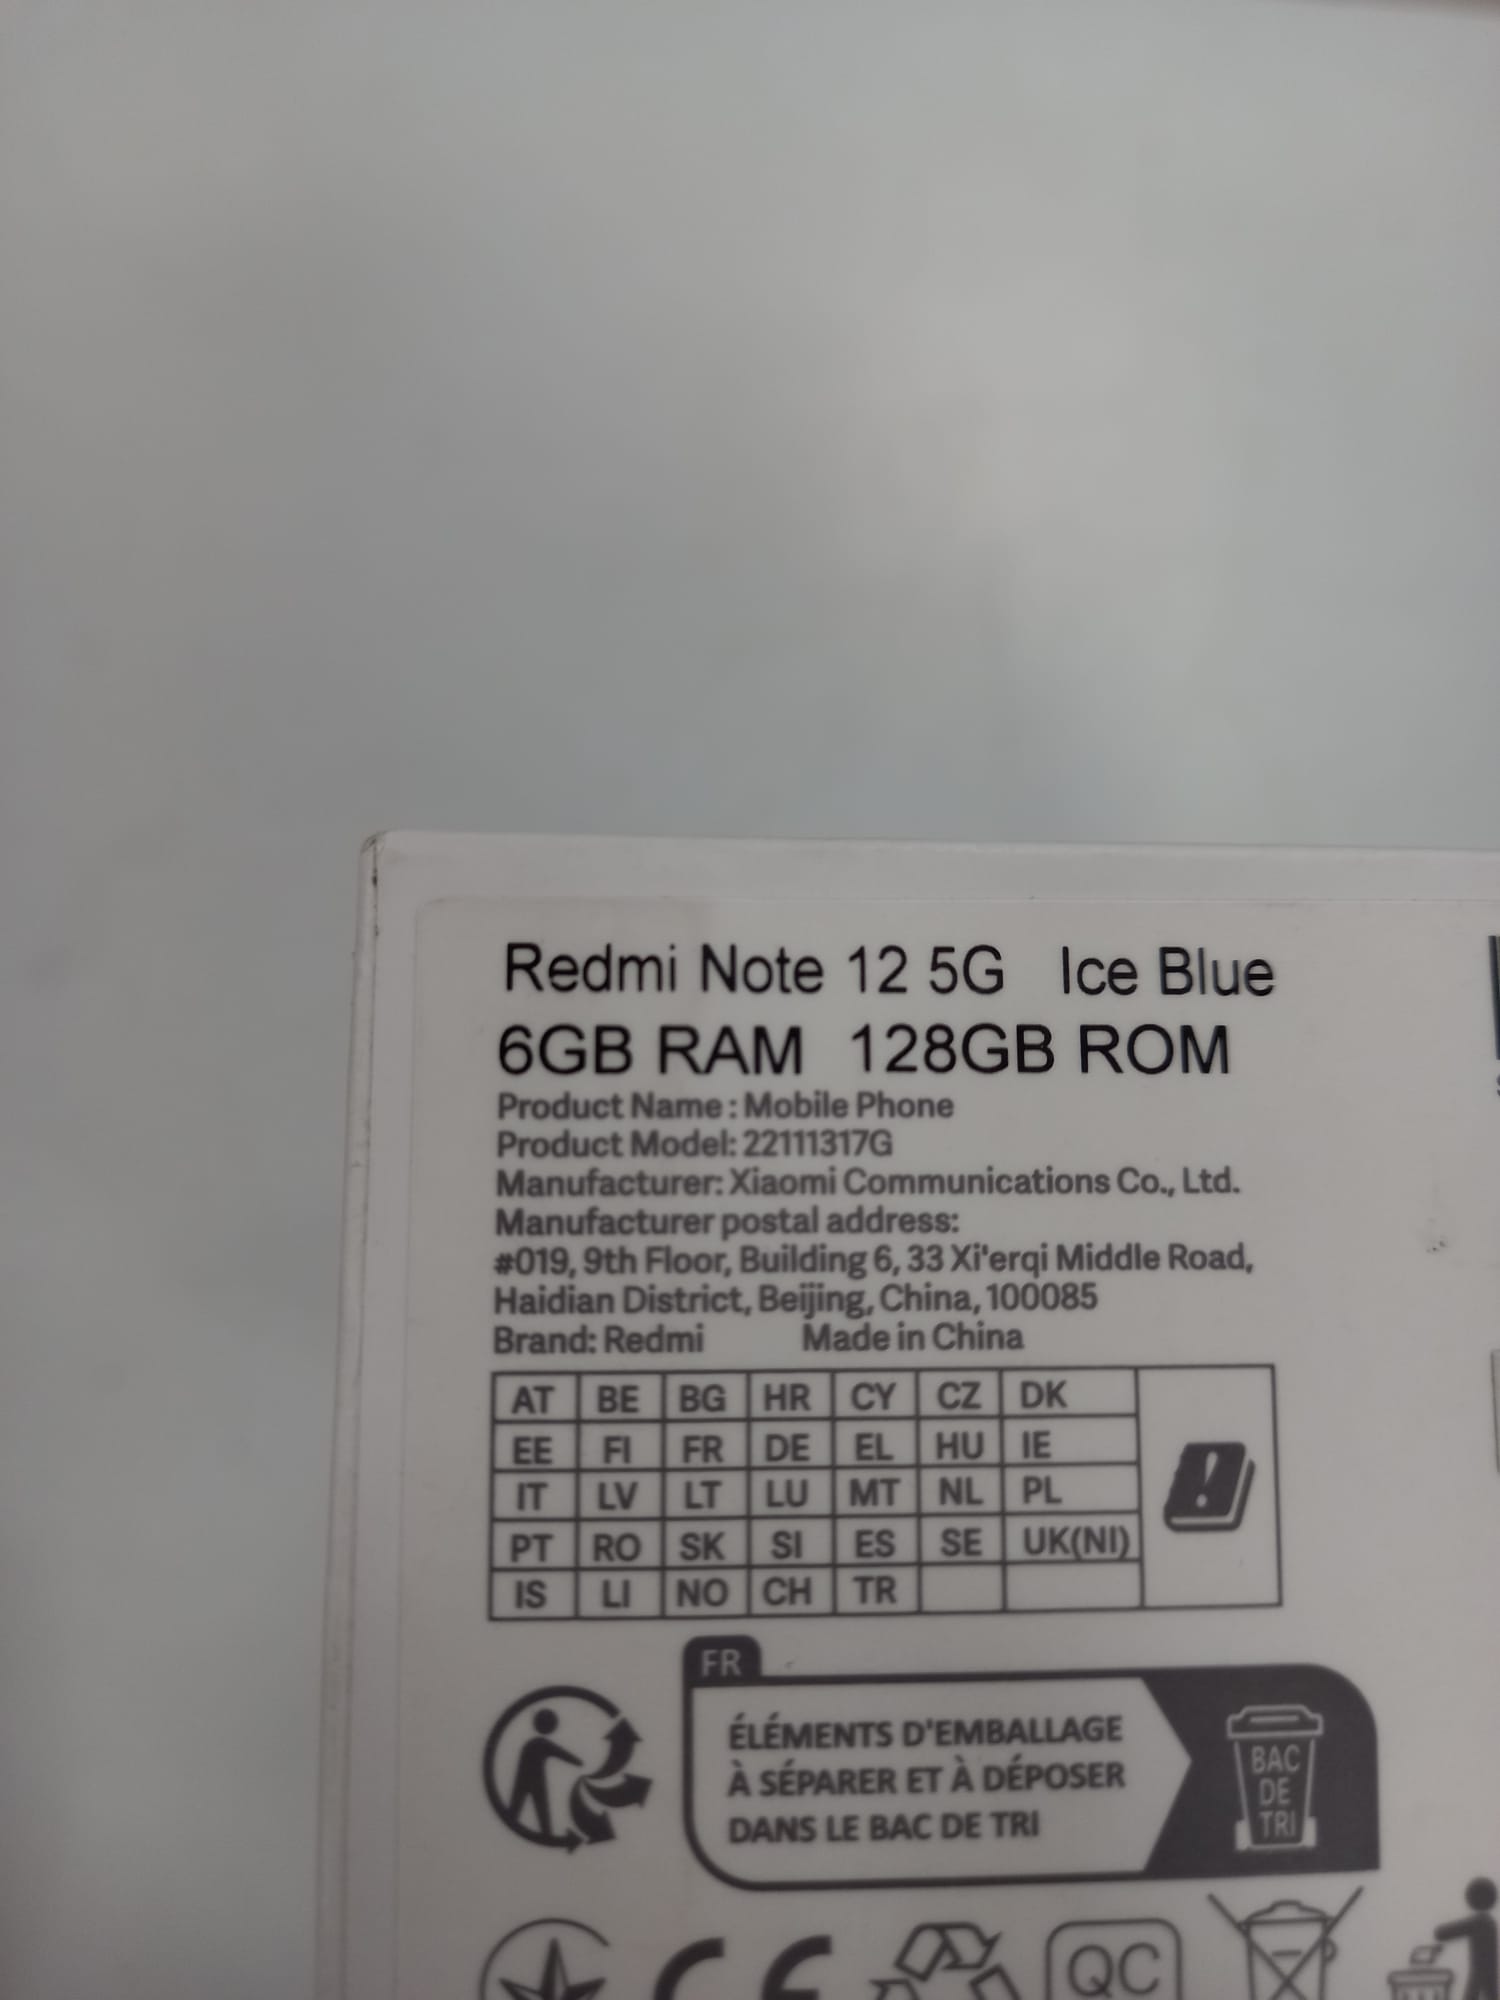 Redmi Note 12 5G Ice Blue
6GB RAM 128GB ROM
Product Name : Mobile Phone
Product Model: 22111317G
Manufacturer: Xiaomi Communications Co., Ltd.
Manufacturer postal address:
#019, 9th Floor, Building 6, 33 Xi'erqi Middle Road,
Haidian District, Beijing, China, 100085
Brand: Redmi Made in China
AT BE BG HR CY CZ DK
EE FI FR DE EL HU IE
IT LV LT LU MT NL PL
PT RO SK SI ES SE UK(NI)
IS LI NO CH TR
FR
ÉLÉMENTS D'EMBALLAGE
À SÉPARER ET À DÉPOSER
DANS LE BAC DE TRI
BAC
DE
TRI
CE
QC